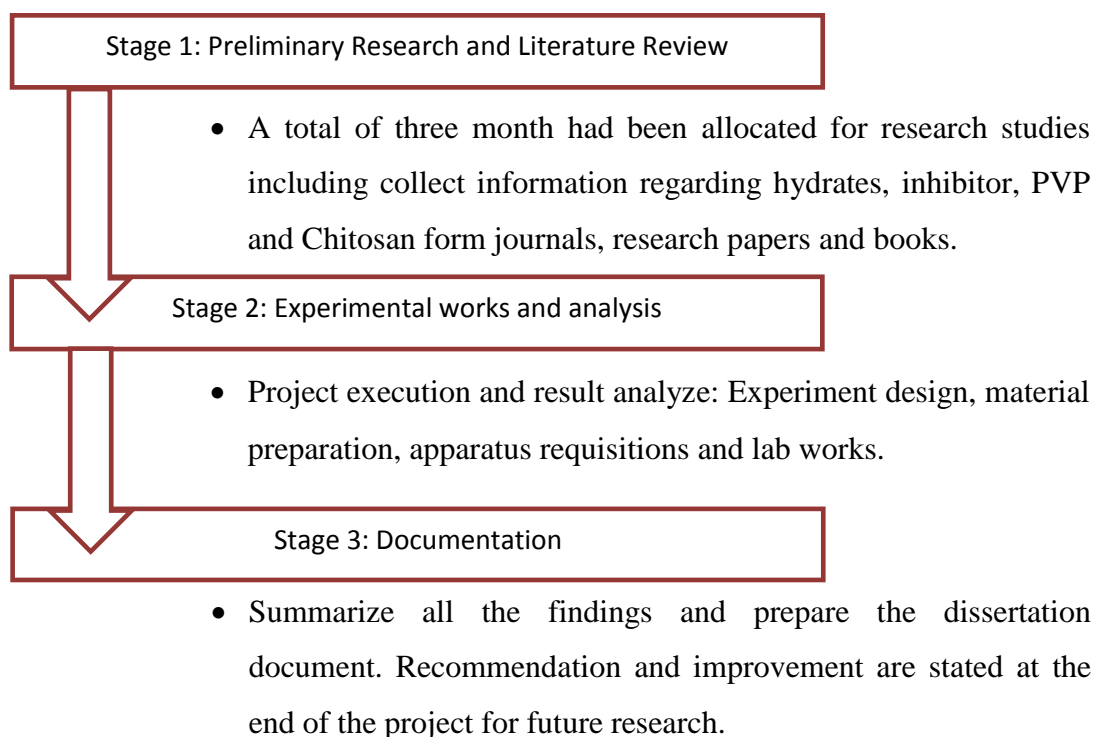 Stage 1: Preliminary Research and Literature Review
• A total of three month had been allocated for research studies
including collect information regarding hydrates, inhibitor, PVP
and Chitosan form journals, research papers and books.
Stage 2: Experimental works and analysis
• Project execution and result analyze: Experiment design, material
preparation, apparatus requisitions and lab works.
Stage 3: Documentation
• Summarize all the findings and prepare the dissertation
document. Recommendation and improvement are stated at the
end of the project for future research.